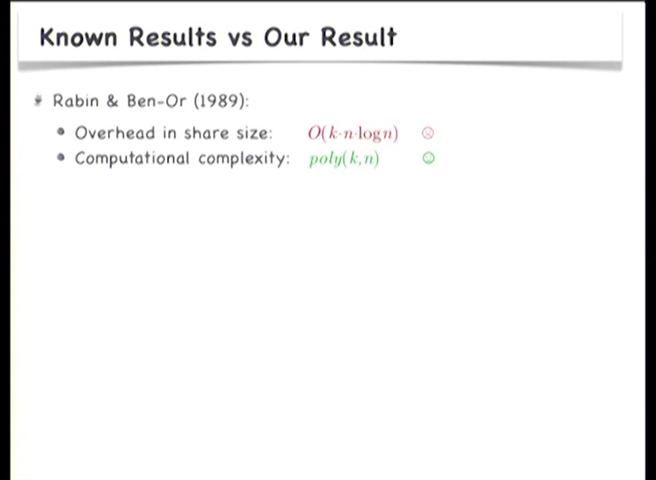 Known Results vs Our Result
Rabin & Ben-Or (1989):
Overhead in share size: O(k·n·logn) ☹
Computational complexity: poly(k,n) ☺